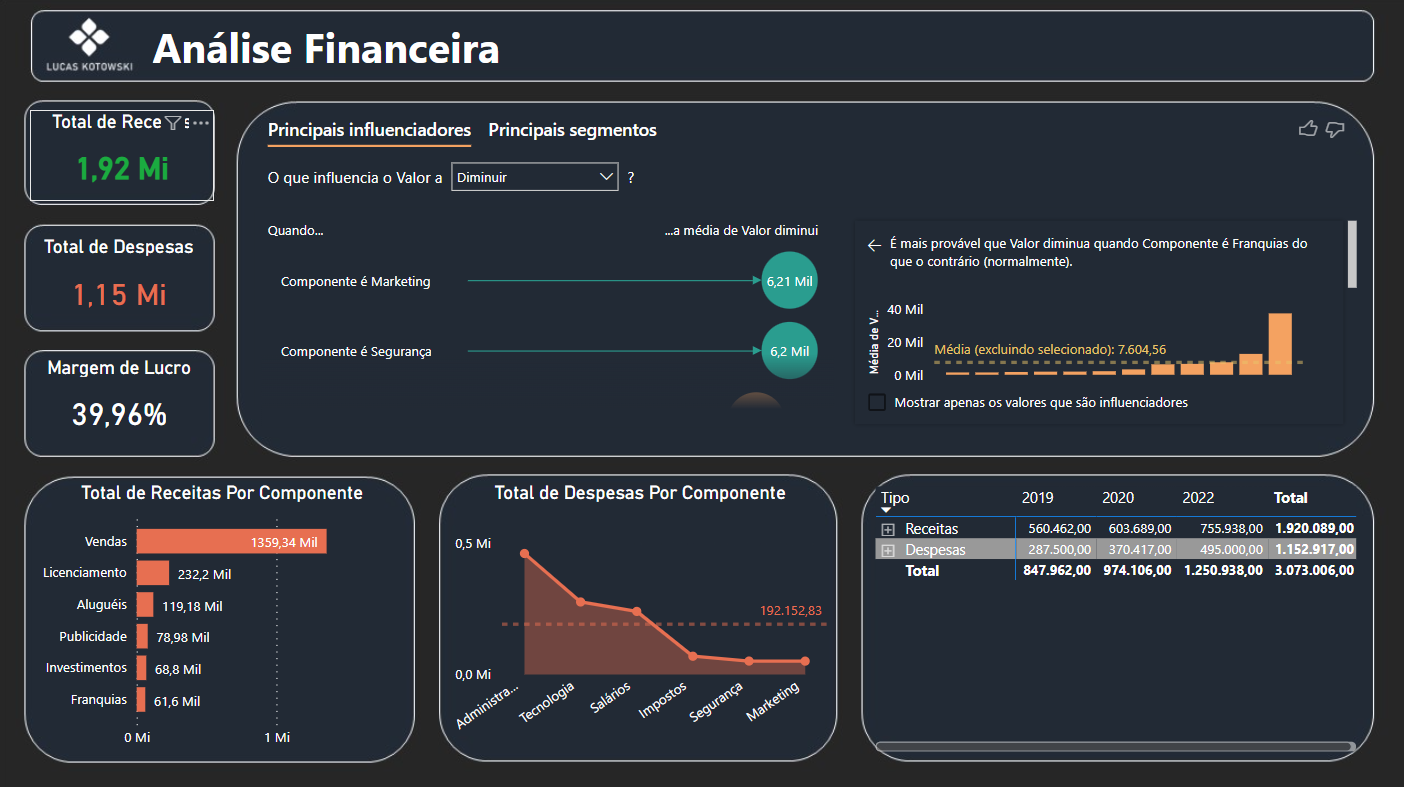 LUCAS KOTOWSKI
Análise Financeira
Total de Rece
1,92 Mi
Total de Despesas
1,15 Mi
Margem de Lucro
39,96%
Principais influenciadores Principais segmentos
O que influencia o Valor a Diminuir ?
Quando...
...a média de Valor diminui
Componente é Marketing
6,21 Mil
Componente é Segurança
6,2 Mil
É mais provável que Valor diminua quando Componente é Franquias do
que o contrário (normalmente).
Média de V...
40 Mil
20 Mil
0 Mil
Média (excluindo selecionado): 7.604,56
Mostrar apenas os valores que são influenciadores
Total de Receitas Por Componente
Vendas 1359,34 Mil
Licenciamento 232,2 Mil
Aluguéis 119,18 Mil
Publicidade 78,98 Mil
Investimentos 68,8 Mil
Franquias 61,6 Mil
0 Mi 1 Mi
Total de Despesas Por Componente
0,5 Mi
192.152,83
0,0 Mi
Administra... Tecnologia Salários Impostos Segurança Marketing
Tipo 2019 2020 2022 Total
Receitas 560.462,00 603.689,00 755.938,00 1.920.089,00
Despesas 287.500,00 370.417,00 495.000,00 1.152.917,00
Total 847.962,00 974.106,00 1.250.938,00 3.073.006,00